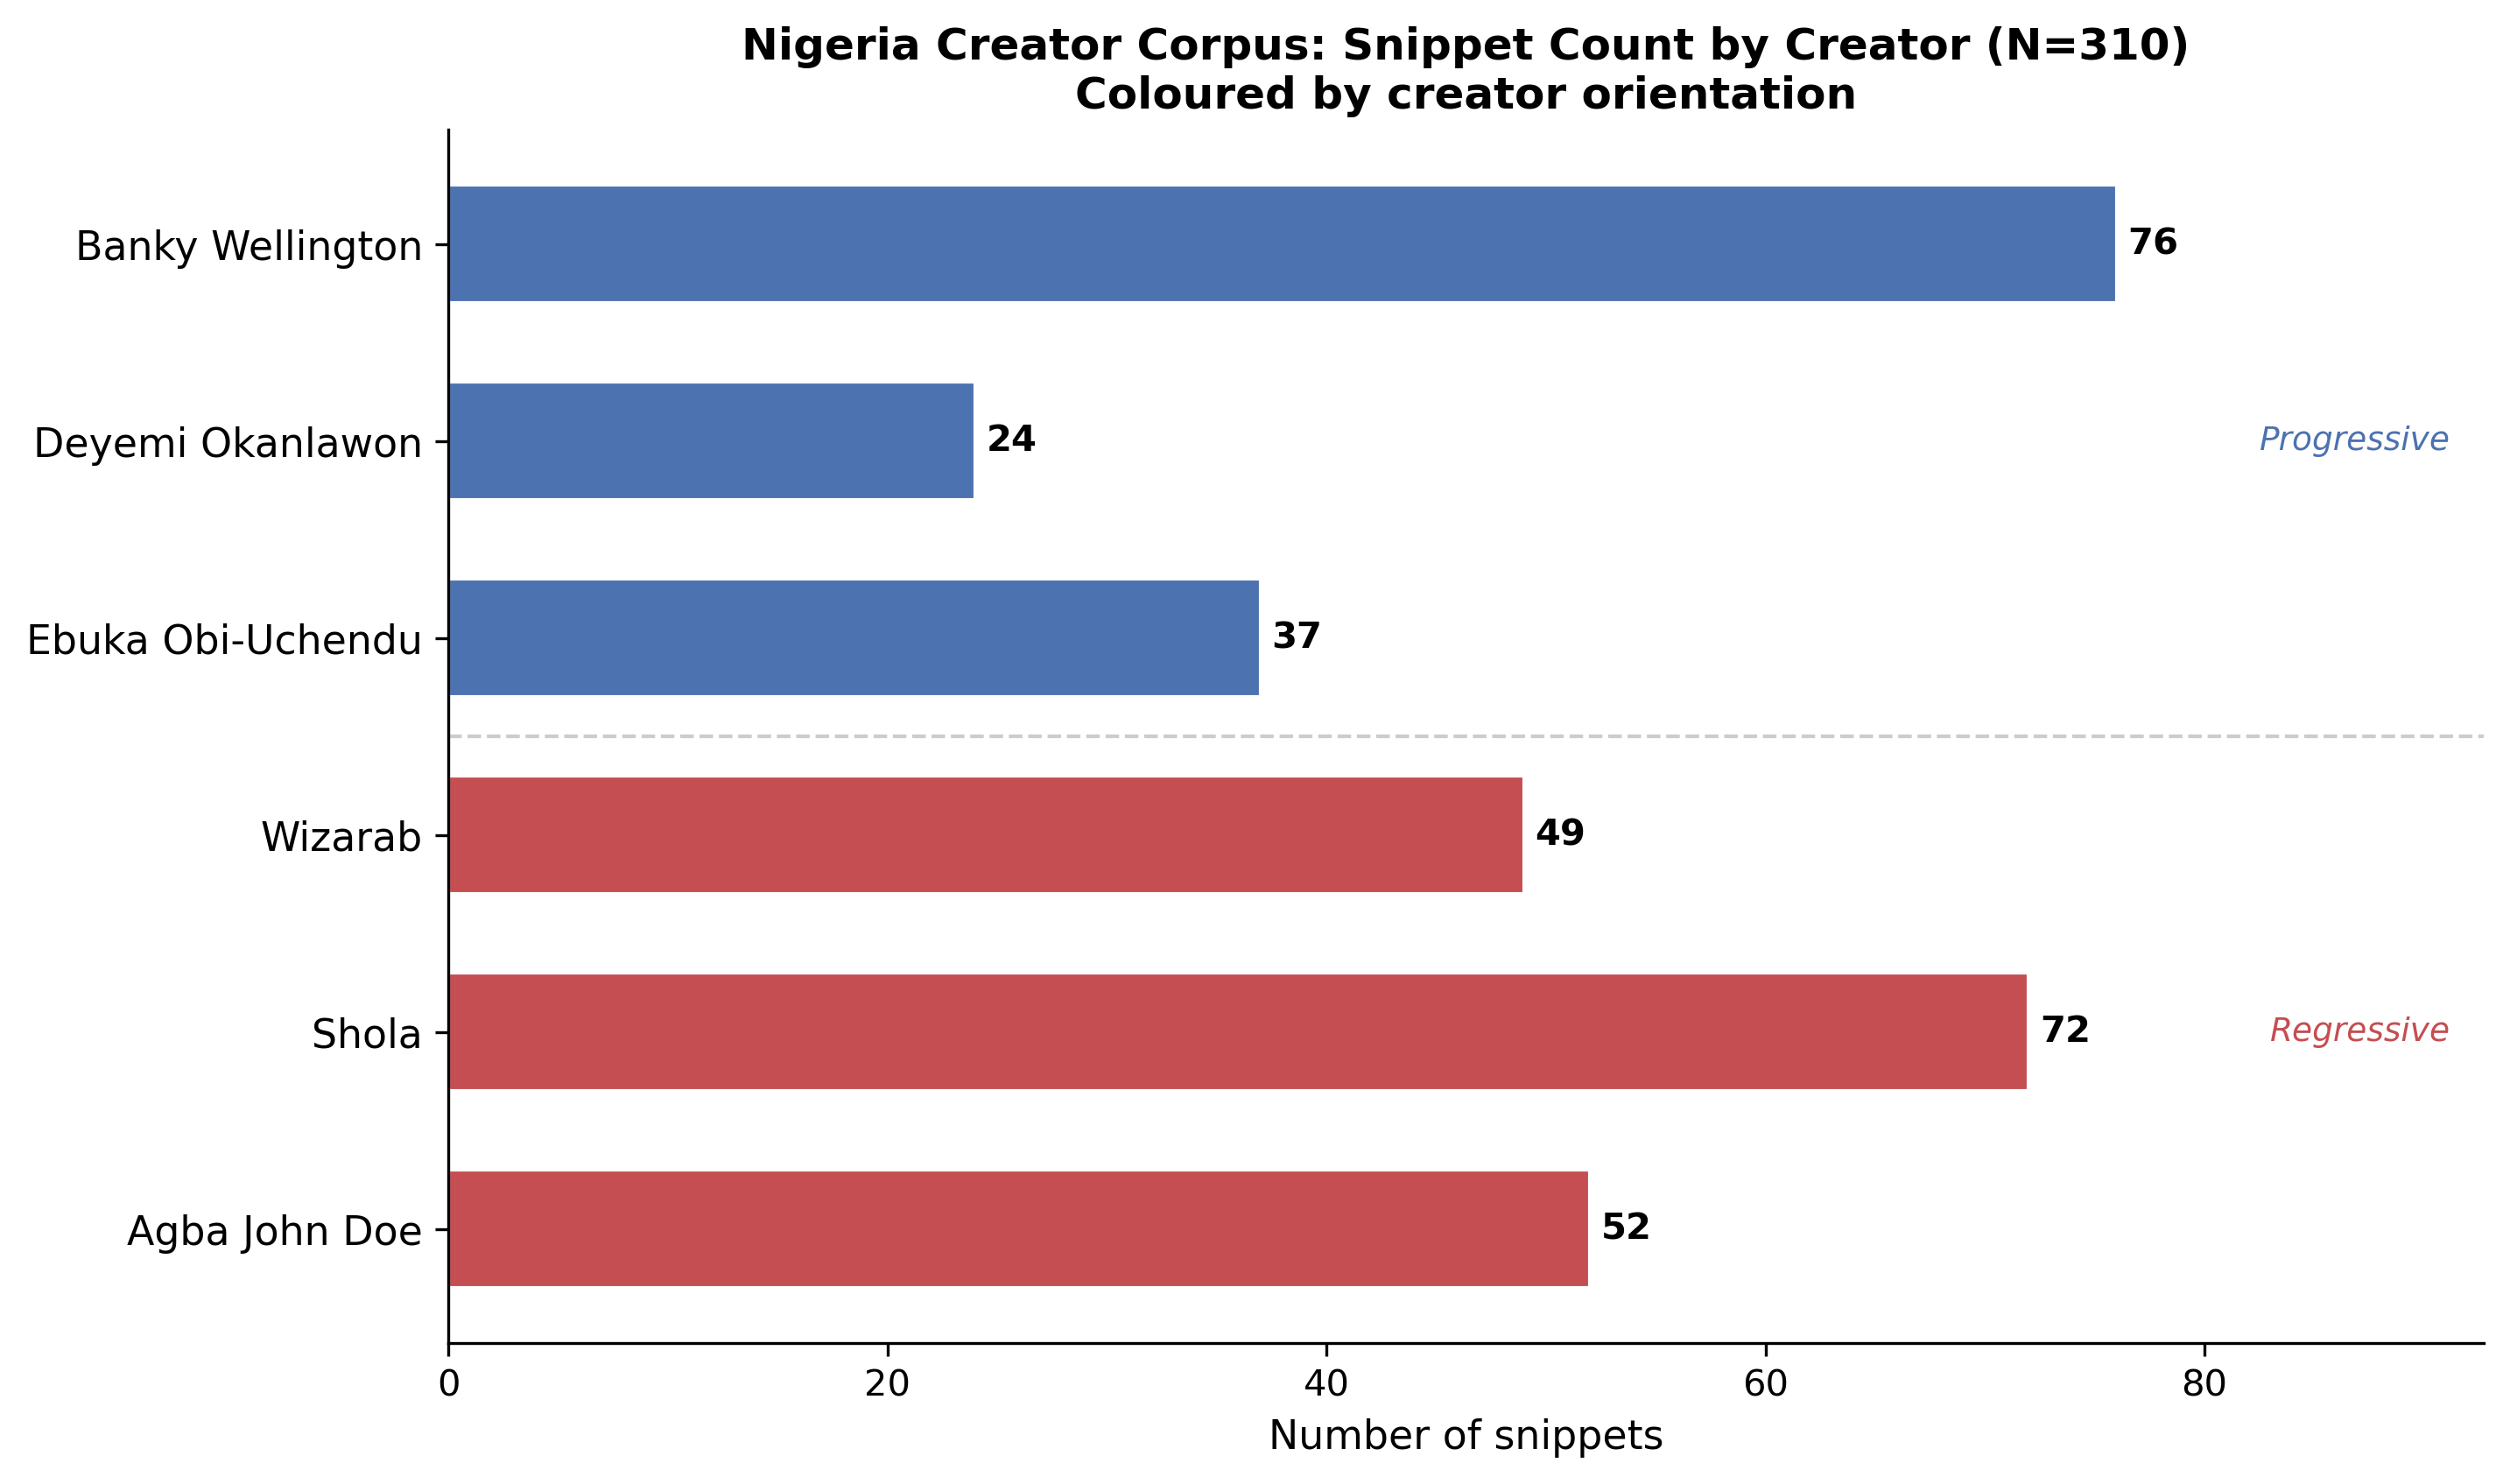 Nigeria Creator Corpus: Snippet Count by Creator (N=310)
Coloured by creator orientation
Banky Wellington
76
Deyemi Okanlawon
24
Progressive
Ebuka Obi-Uchendu
37
Wizarab
49
Shola
72
Regressive
Agba John Doe
52
0
20
40
60
80
Number of snippets